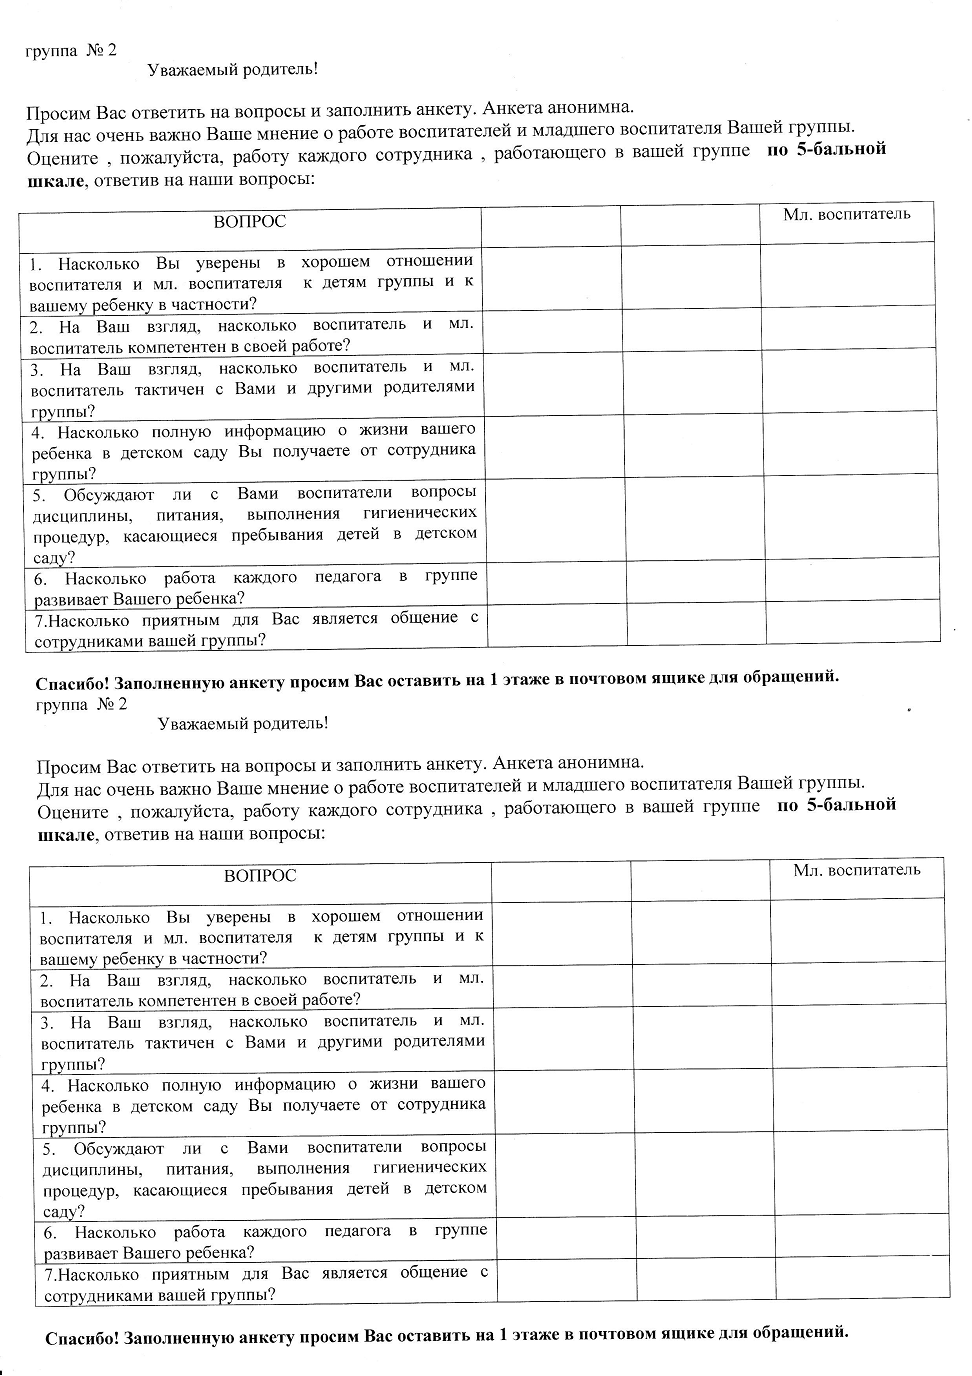 группа № 2
Уважаемый родитель!
Просим Вас ответить на вопросы и заполнить анкету. Анкета анонимна.
Для нас очень важно Ваше мнение о работе воспитателей и младшего воспитателя Вашей группы.
Оцените , пожалуйста, работу каждого сотрудника , работающего в вашей группе по 5-бальной
шкале, ответив на наши вопросы:
ВОПРОС
Мл. воспитатель
1. Насколько Вы уверены в хорошем отношении
воспитателя и мл. воспитателя к детям группы и к
вашему ребенку в частности?
2. На Ваш взгляд, насколько воспитатель и мл.
воспитатель компетентен в своей работе?
3. На Ваш взгляд, насколько воспитатель и мл.
воспитатель тактичен с Вами и другими родителями
группы?
4. Насколько полную информацию о жизни вашего
ребенка в детском саду Вы получаете от сотрудника
группы?
5. Обсуждают ли с Вами воспитатели вопросы
дисциплины, питания, выполнения гигиенических
процедур, касающиеся пребывания детей в детском
саду?
6. Насколько работа каждого педагога в группе
развивает Вашего ребенка?
7.Насколько приятным для Вас является общение с
сотрудниками вашей группы?
Спасибо! Заполненную анкету просим Вас оставить на 1 этаже в почтовом ящике для обращений.
группа № 2
Уважаемый родитель!
Просим Вас ответить на вопросы и заполнить анкету. Анкета анонимна.
Для нас очень важно Ваше мнение о работе воспитателей и младшего воспитателя Вашей группы.
Оцените , пожалуйста, работу каждого сотрудника , работающего в вашей группе по 5-бальной
шкале, ответив на наши вопросы:
ВОПРОС
Мл. воспитатель
1. Насколько Вы уверены в хорошем отношении
воспитателя и мл. воспитателя к детям группы и к
вашему ребенку в частности?
2. На Ваш взгляд, насколько воспитатель и мл.
воспитатель компетентен в своей работе?
3. На Ваш взгляд, насколько воспитатель и мл.
воспитатель тактичен с Вами и другими родителями
группы?
4. Насколько полную информацию о жизни вашего
ребенка в детском саду Вы получаете от сотрудника
группы?
5. Обсуждают ли с Вами воспитатели вопросы
дисциплины, питания, выполнения гигиенических
процедур, касающиеся пребывания детей в детском
саду?
6. Насколько работа каждого педагога в группе
развивает Вашего ребенка?
7.Насколько приятным для Вас является общение с
сотрудниками вашей группы?
Спасибо! Заполненную анкету просим Вас оставить на 1 этаже в почтовом ящике для обращений.